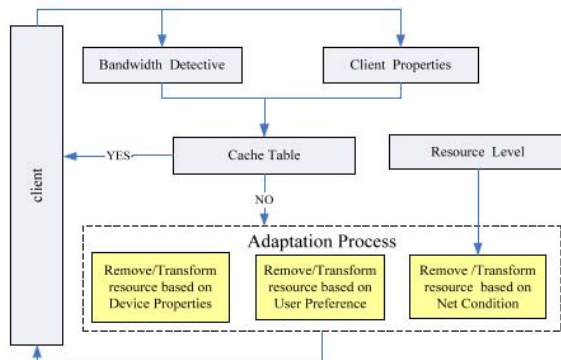 Bandwidth Detective
Client Properties
client
YES
Cache Table
Resource Level
NO
Adaptation Process
Remove/Transform
resource based on
Device Properties
Remove/Transform
resource based on
User Preference
Remove /Transform
resource based on
Net Condition